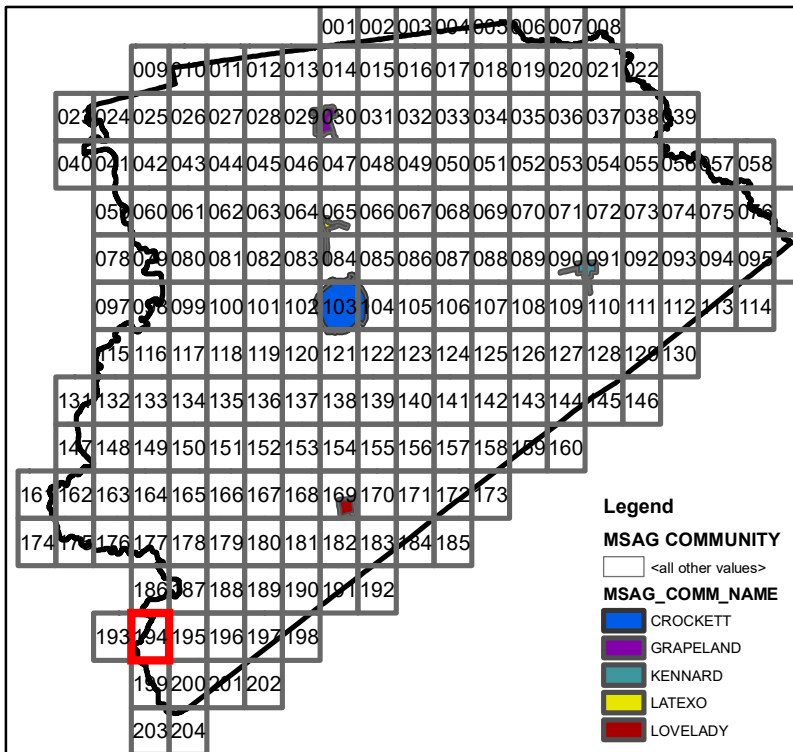 001 002 003 004 005 006 007 008
009 010 011 012 013 014 015 016 017 018 019 020 021 022
023 024 025 026 027 028 029 030 031 032 033 034 035 036 037 038 039
040 041 042 043 044 045 046 047 048 049 050 051 052 053 054 055 056 057 058
059 060 061 062 063 064 065 066 067 068 069 070 071 072 073 074 075 076
078 079 080 081 082 083 084 085 086 087 088 089 090 091 092 093 094 095
097 098 099 100 101 102 103 104 105 106 107 108 109 110 111 112 113 114
115 116 117 118 119 120 121 122 123 124 125 126 127 128 129 130
131 132 133 134 135 136 137 138 139 140 141 142 143 144 145 146
147 148 149 150 151 152 153 154 155 156 157 158 159 160
161 162 163 164 165 166 167 168 169 170 171 172 173
174 175 176 177 178 179 180 181 182 183 184 185
186 187 188 189 190 191 192
193 194 195 196 197 198
199 200 201 202
203 204
Legend
MSAG COMMUNITY
<all other values>
MSAG_COMM_NAME
CROCKETT
GRAPELAND
KENNARD
LATEXO
LOVELADY